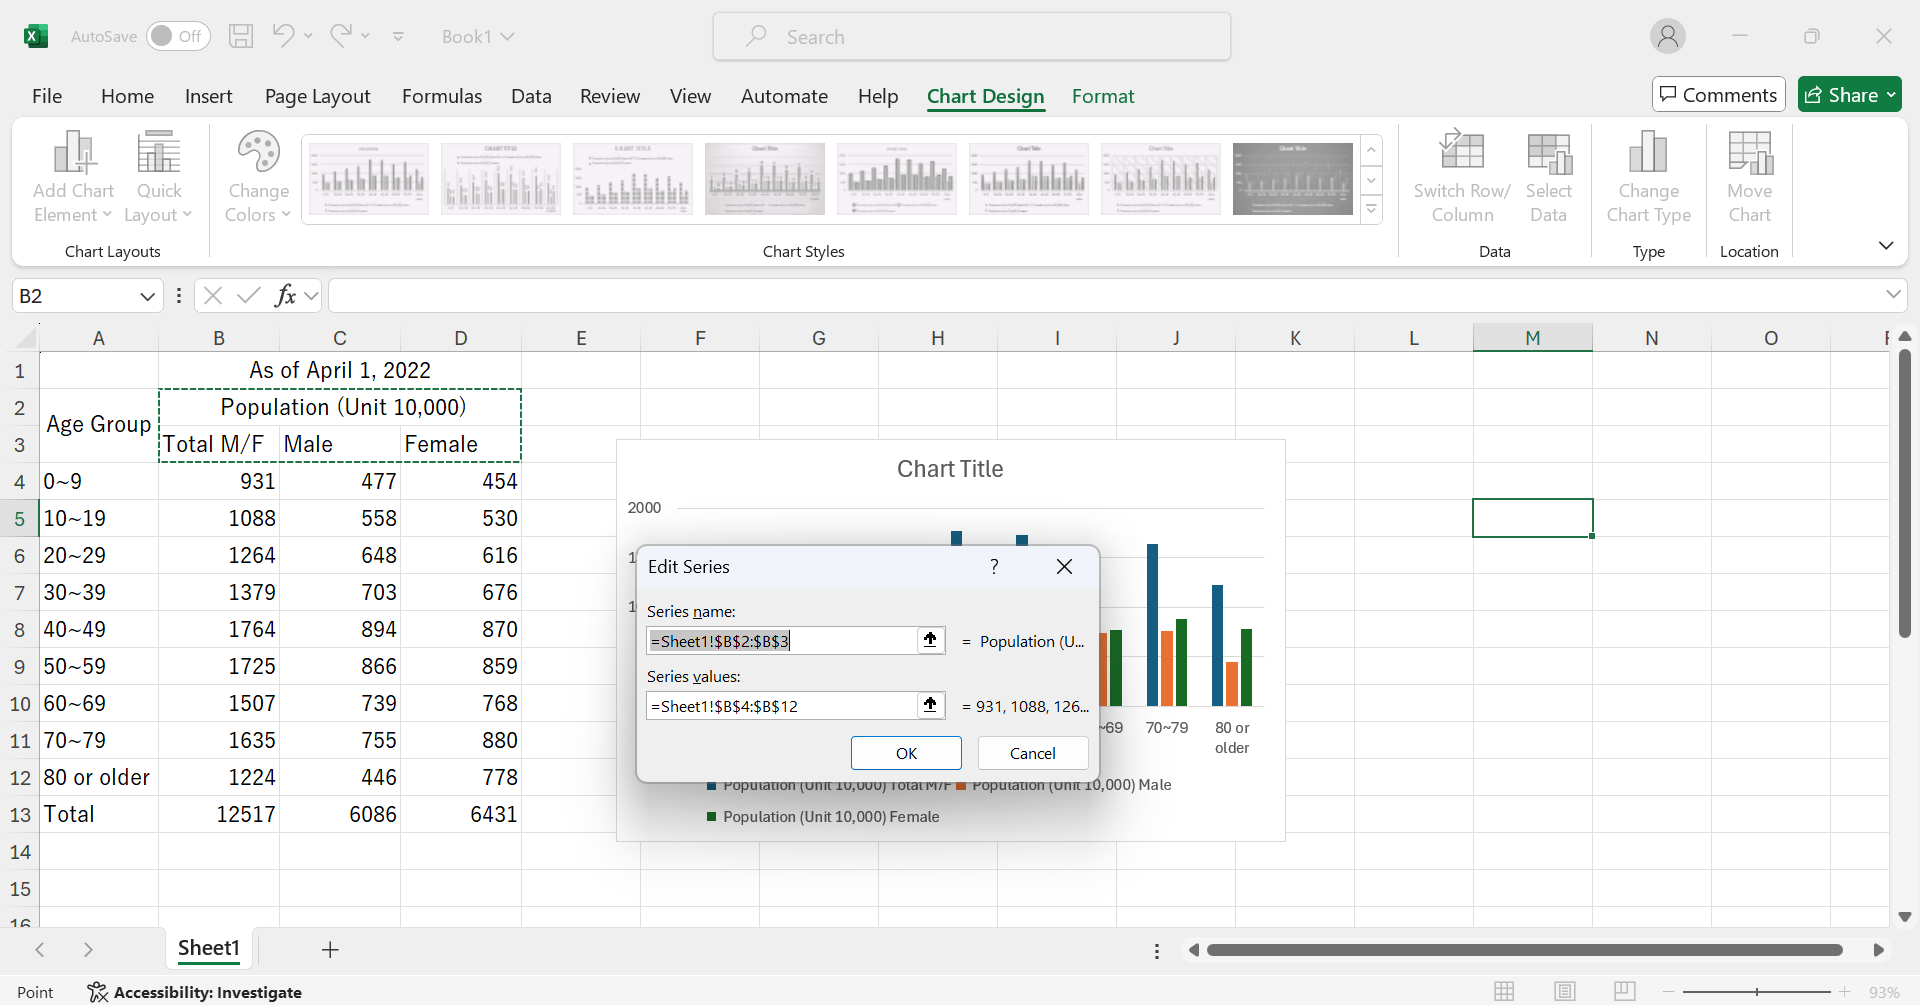 AutoSave Off Book1 Search
File Home Insert Page Layout Formulas Data Review View Automate Help Chart Design Format Comments Share
Add Chart Element Quick Layout Change Colors Switch Row/ Column Select Data Change Chart Type Move Chart
Chart Layouts Chart Styles Data Type Location
B2 fx
A B C D E F G H I J K L M N O
1 As of April 1, 2022
2 Population (Unit 10,000)
Age Group
3 Total M/F Male Female
4 0~9 931 477 454
5 10~19 1088 558 530
6 20~29 1264 648 616
7 30~39 1379 703 676
8 40~49 1764 894 870
9 50~59 1725 866 859
10 60~69 1507 739 768
11 70~79 1635 755 880
12 80 or older 1224 446 778
13 Total 12517 6086 6431
14
15
16
Chart Title
2000
Edit Series ?
Series name:
=Sheet1!$B$2:$B$3 = Population (U...
Series values:
=Sheet1!$B$4:$B$12 = 931, 1088, 126...
OK Cancel
~69 70~79 80 or
older
Population (Unit 10,000) Total M/F Population (Unit 10,000) Male
Population (Unit 10,000) Female
Sheet1
Point Accessibility: Investigate 93%